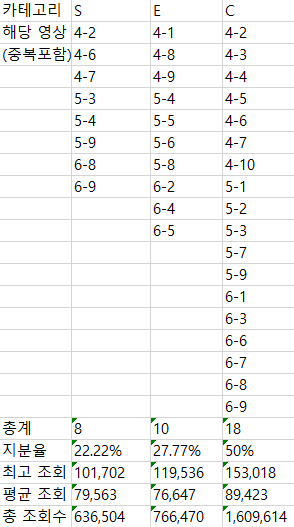 카테고리 S E C
해당 영상 4-2 4-1 4-2
(중복포함) 4-6 4-8 4-3
4-7 4-9 4-4
5-3 5-4 4-5
5-4 5-5 4-6
5-9 5-6 4-7
6-8 5-8 4-10
6-9 6-2 5-1
6-4 5-2
6-5 5-3
5-7
5-9
6-1
6-3
6-6
6-7
6-8
6-9
총계 8 10 18
지분율 22.22% 27.77% 50%
최고 조회 101,702 119,536 153,018
평균 조회 79,563 76,647 89,423
총 조회수 636,504 766,470 1,609,614